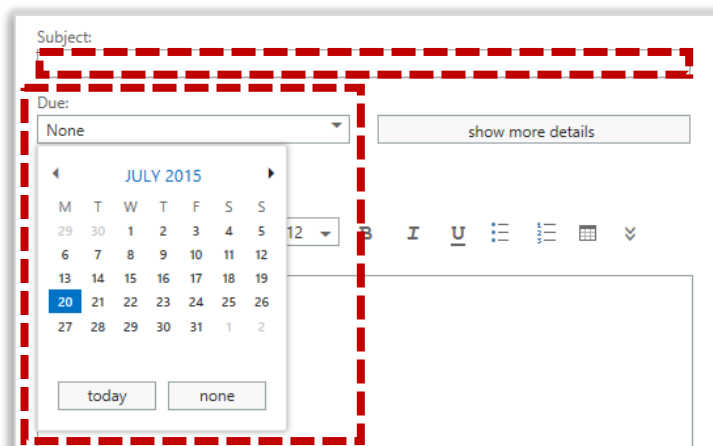 Subject:
Due:
None
show more details
JULY 2015
M T W T F S S
29 30 1 2 3 4 5
6 7 8 9 10 11 12
13 14 15 16 17 18 19
20 21 22 23 24 25 26
27 28 29 30 31 1 2
today none
12 B I U